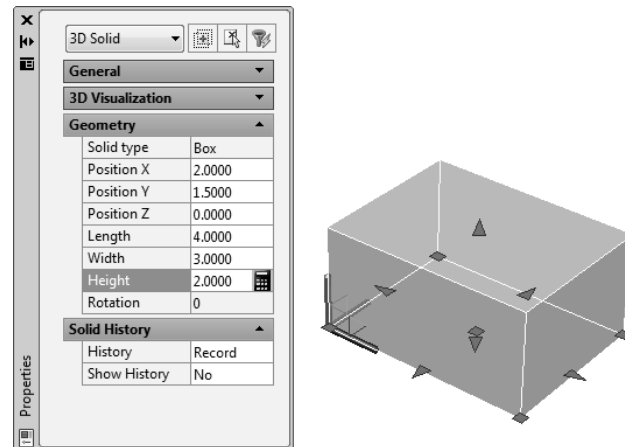 3D Solid
General
3D Visualization
Geometry
Solid type Box
Position X 2.0000
Position Y 1.5000
Position Z 0.0000
Length 4.0000
Width 3.0000
Height 2.0000
Rotation 0
Solid History
History Record
Show History No
Properties